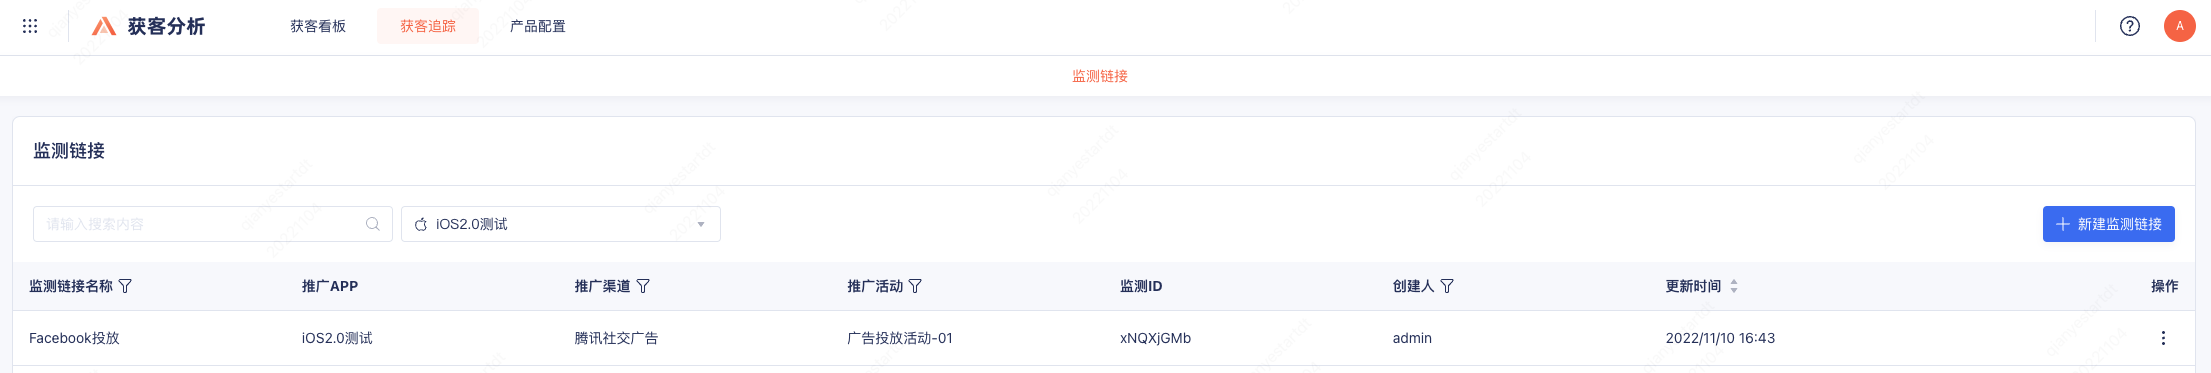 获客分析 获客看板 获客追踪 产品配置 A
监测链接
监测链接
请输入搜索内容 iOS2.0测试 新建监测链接
监测链接名称 推广APP 推广渠道 推广活动 监测ID 创建人 更新时间 操作
Facebook投放 iOS2.0测试 腾讯社交广告 广告投放活动-01 xNQXjGMb admin 2022/11/10 16:43